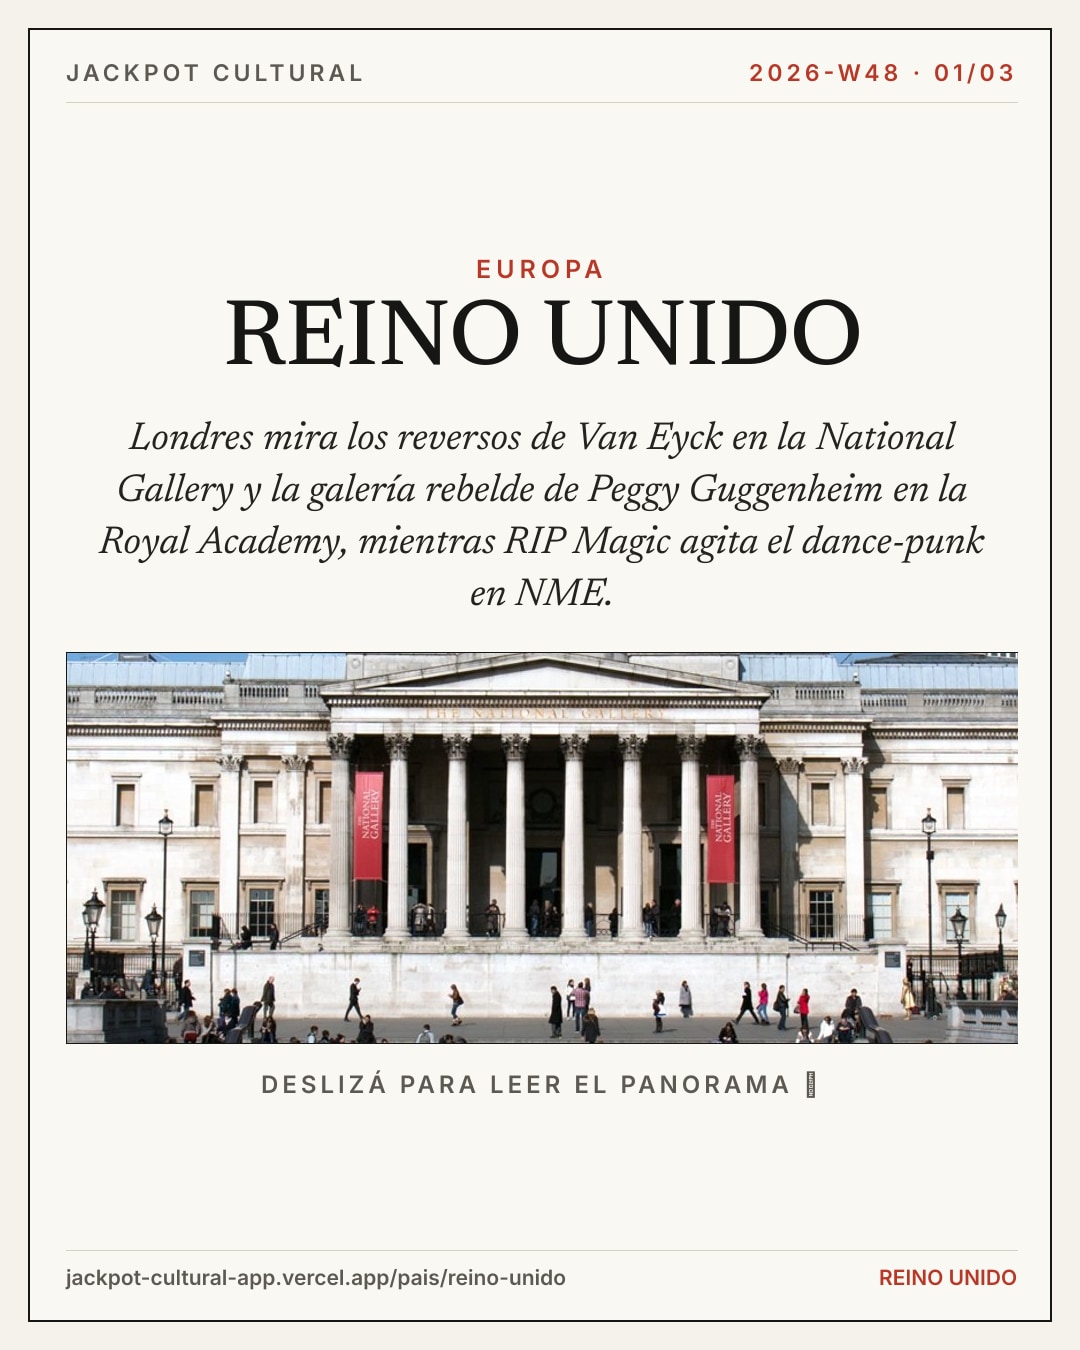 JACKPOT CULTURAL
2026-W48 · 01/03
EUROPA
REINO UNIDO
Londres mira los reversos de Van Eyck en la National
Gallery y la galería rebelde de Peggy Guggenheim en la
Royal Academy, mientras RIP Magic agita el dance-punk
en NME.
THE NATIONAL GALLERY
THE NATIONAL GALLERY
THE NATIONAL GALLERY
DESLIZÁ PARA LEER EL PANORAMA
jackpot-cultural-app.vercel.app/pais/reino-unido
REINO UNIDO